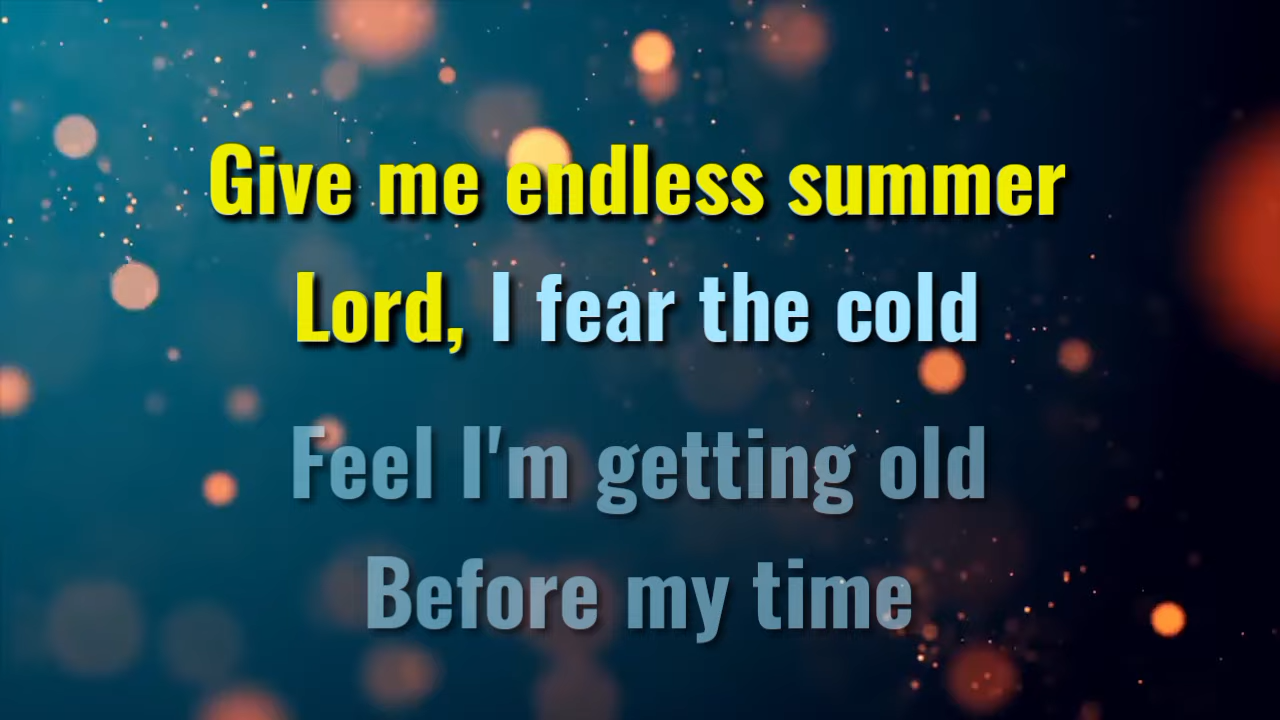 Give me endless summer
Lord, I fear the cold
Feel I'm getting old
Before my time